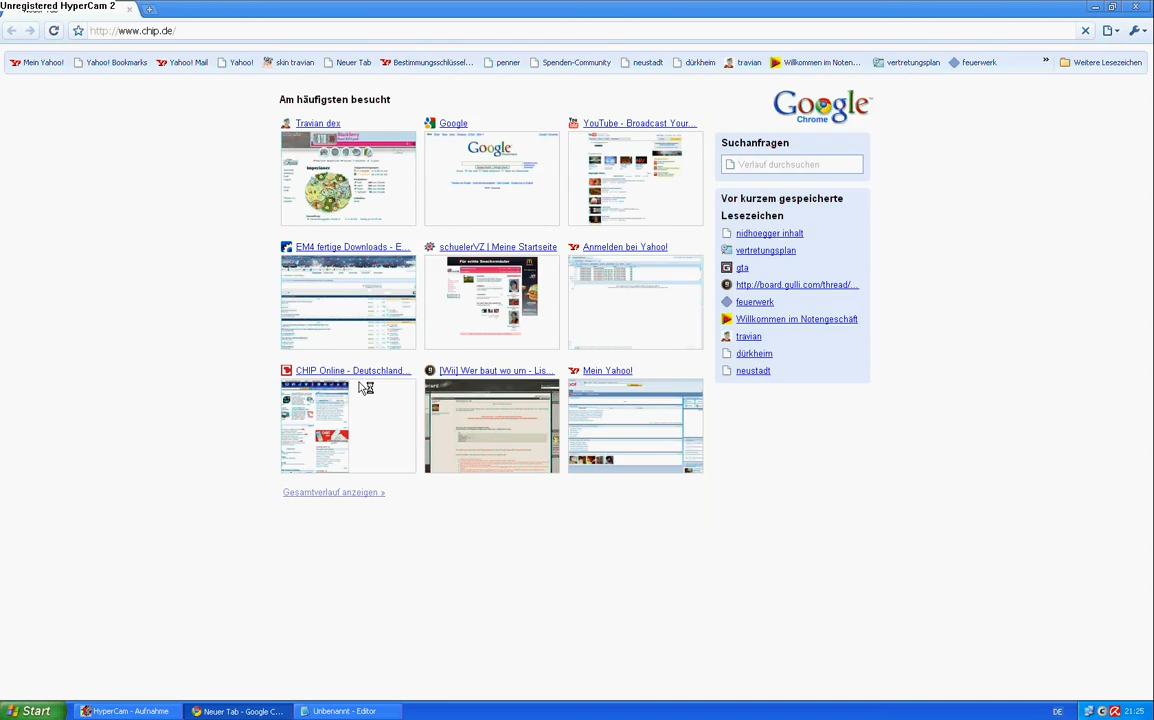 Unregistered HyperCam 2
http://www.chip.de/
Mein Yahoo!
Yahoo! Bookmarks
Yahoo! Mail
Yahoo!
skin travian
Neuer Tab
Bestimmungsschlüssel...
penner
Spenden-Community
neustadt
dürkheim
travian
Willkommen im Noten...
vertretungsplan
feuerwerk
»
Weitere Lesezeichen
Am häufigsten besucht
Travian dex
Google
YouTube - Broadcast Your...
EM4 fertige Downloads - E...
schuelerVZ | Meine Startseite
Anmelden bei Yahoo!
CHIP Online - Deutschland...
[Wii] Wer baut wo um - Lis...
Mein Yahoo!
Gesamtverlauf anzeigen »
Google
Chrome
Suchanfragen
Verlauf durchsuchen
Vor kurzem gespeicherte
Lesezeichen
nidhoegger inhalt
vertretungsplan
gta
http://board.gulli.com/thread/...
feuerwerk
Willkommen im Notengeschäft
travian
dürkheim
neustadt
Start
HyperCam - Aufnahme
Neuer Tab - Google C...
Unbenannt - Editor
DE
21:25